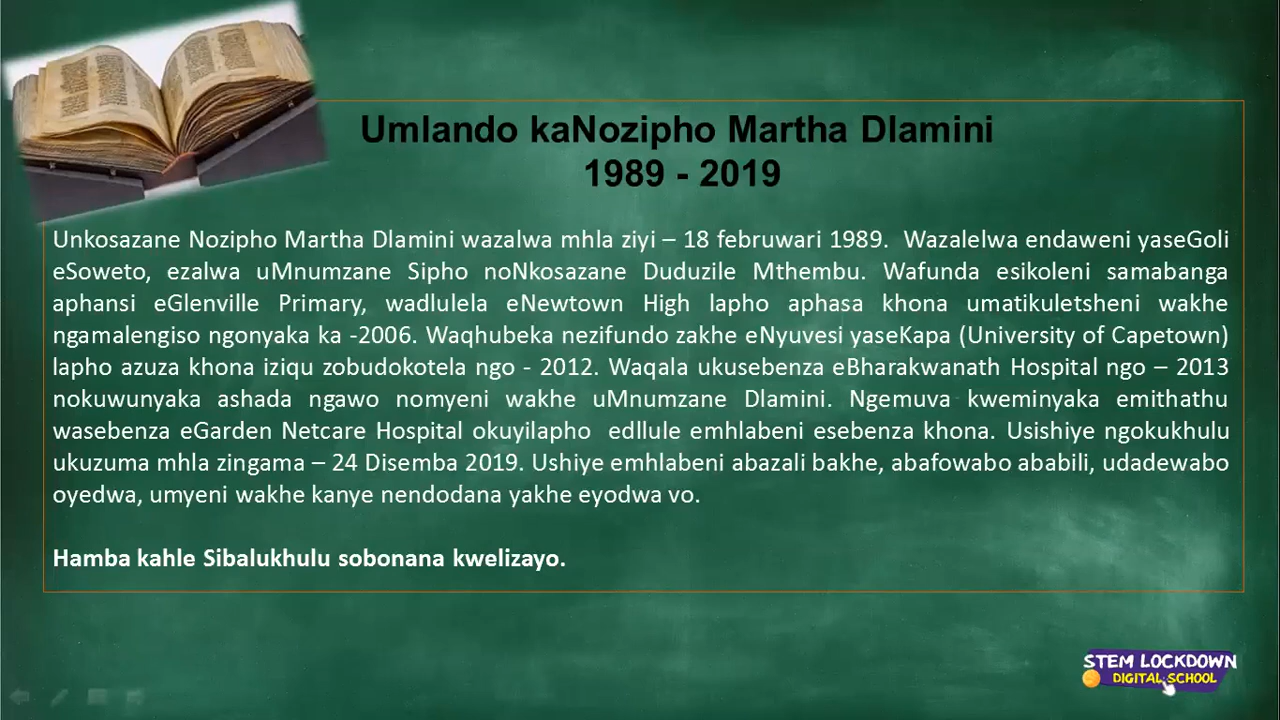 Umlando kaNozipho Martha Dlamini
1989 - 2019
Unkosazane Nozipho Martha Dlamini wazalwa mhla ziyi – 18 februwari 1989. Wazalelwa endaweni yaseGoli
eSoweto, ezalwa uMnumzane Sipho noNkosazane Duduzile Mthembu. Wafunda esikoleni samabanga
aphansi eGlenville Primary, wadlulela eNewtown High lapho aphasa khona umatikuletsheni wakhe
ngamalengiso ngonyaka ka -2006. Waqhubeka nezifundo zakhe eNyuvesi yaseKapa (University of Capetown)
lapho azuza khona iziqu zobudokotela ngo - 2012. Waqala ukusebenza eBharakwanath Hospital ngo – 2013
nokuwunyaka ashada ngawo nomyeni wakhe uMnumzane Dlamini. Ngemuva kweminyaka emithathu
wasebenza eGarden Netcare Hospital okuyilapho edllule emhlabeni esebenza khona. Usishiye ngokukhulu
ukuzuma mhla zingama – 24 Disemba 2019. Ushiye emhlabeni abazali bakhe, abafowabo ababili, udadewabo
oyedwa, umyeni wakhe kanye nendodana yakhe eyodwa vo.
Hamba kahle Sibalukhulu sobonana kwelizayo.
STEM LOCKDOWN
DIGITAL SCHOOL